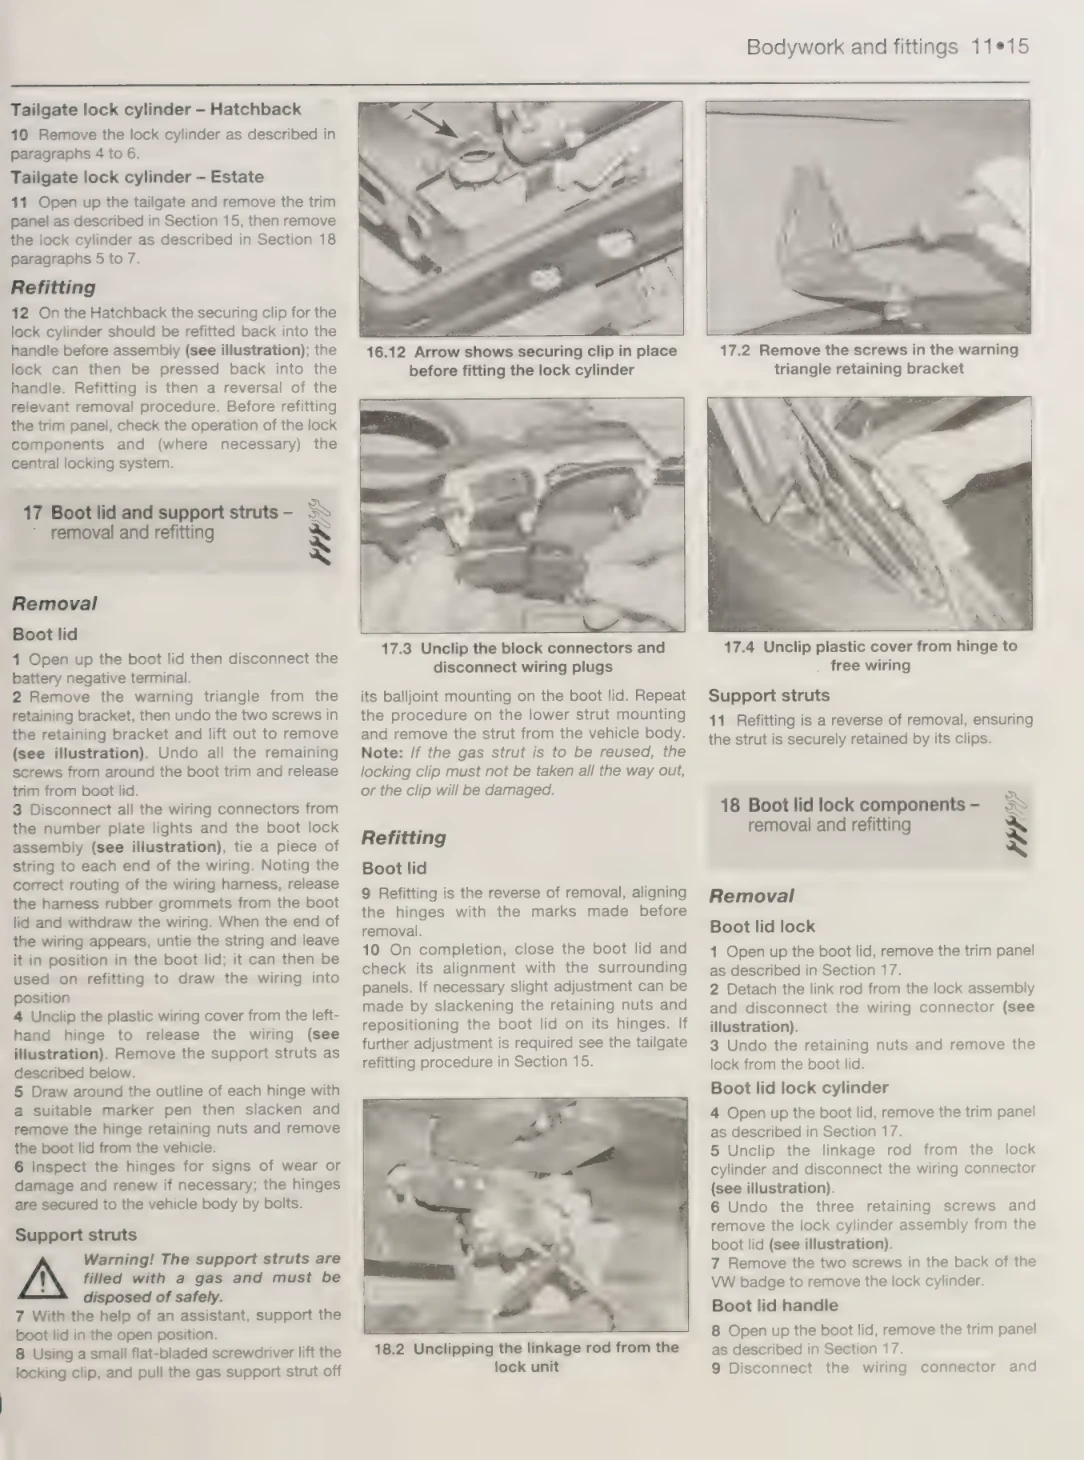 Bodywork and fittings 11•15
Tailgate lock cylinder – Hatchback
10 Remove the lock cylinder as described in
paragraphs 4 to 6.
Tailgate lock cylinder – Estate
11 Open up the tailgate and remove the trim
panel as described in Section 15, then remove
the lock cylinder as described in Section 18
paragraphs 5 to 7.
Refitting
12 On the Hatchback the securing clip for the
lock cylinder should be refitted back into the
handle before assembly (see illustration); the
lock can then be pressed back into the
handle. Refitting is then a reversal of the
relevant removal procedure. Before refitting
the trim panel, check the operation of the lock
components and (where necessary) the
central locking system.
17 Boot lid and support struts –
removal and refitting
Removal
Boot lid
1 Open up the boot lid then disconnect the
battery negative terminal.
2 Remove the warning triangle from the
retaining bracket, then undo the two screws in
the retaining bracket and lift out to remove
(see illustration). Undo all the remaining
screws from around the boot trim and release
trim from boot lid.
3 Disconnect all the wiring connectors from
the number plate lights and the boot lock
assembly (see illustration), tie a piece of
string to each end of the wiring. Noting the
correct routing of the wiring harness, release
the harness rubber grommets from the boot
lid and withdraw the wiring. When the end of
the wiring appears, untie the string and leave
it in position in the boot lid; it can then be
used on refitting to draw the wiring into
position
4 Unclip the plastic wiring cover from the left-
hand hinge to release the wiring (see
illustration). Remove the support struts as
described below.
5 Draw around the outline of each hinge with
a suitable marker pen then slacken and
remove the hinge retaining nuts and remove
the boot lid from the vehicle.
6 Inspect the hinges for signs of wear or
damage and renew if necessary; the hinges
are secured to the vehicle body by bolts.
Support struts
Warning! The support struts are
filled with a gas and must be
disposed of safely.
7 With the help of an assistant, support the
boot lid in the open position.
8 Using a small flat-bladed screwdriver lift the
locking clip, and pull the gas support strut off
16.12 Arrow shows securing clip in place
before fitting the lock cylinder
17.3 Unclip the block connectors and
disconnect wiring plugs
its balljoint mounting on the boot lid. Repeat
the procedure on the lower strut mounting
and remove the strut from the vehicle body.
Note: If the gas strut is to be reused, the
locking clip must not be taken all the way out,
or the clip will be damaged.
Refitting
Boot lid
9 Refitting is the reverse of removal, aligning
the hinges with the marks made before
removal.
10 On completion, close the boot lid and
check its alignment with the surrounding
panels. If necessary slight adjustment can be
made by slackening the retaining nuts and
repositioning the boot lid on its hinges. If
further adjustment is required see the tailgate
refitting procedure in Section 15.
18.2 Unclipping the linkage rod from the
lock unit
17.2 Remove the screws in the warning
triangle retaining bracket
17.4 Unclip plastic cover from hinge to
free wiring
Support struts
11 Refitting is a reverse of removal, ensuring
the strut is securely retained by its clips.
18 Boot lid lock components –
removal and refitting
Removal
Boot lid lock
1 Open up the boot lid, remove the trim panel
as described in Section 17.
2 Detach the link rod from the lock assembly
and disconnect the wiring connector (see
illustration).
3 Undo the retaining nuts and remove the
lock from the boot lid.
Boot lid lock cylinder
4 Open up the boot lid, remove the trim panel
as described in Section 17.
5 Unclip the linkage rod from the lock
cylinder and disconnect the wiring connector
(see illustration).
6 Undo the three retaining screws and
remove the lock cylinder assembly from the
boot lid (see illustration).
7 Remove the two screws in the back of the
VW badge to remove the lock cylinder.
Boot lid handle
8 Open up the boot lid, remove the trim panel
as described in Section 17.
9 Disconnect the wiring connector and